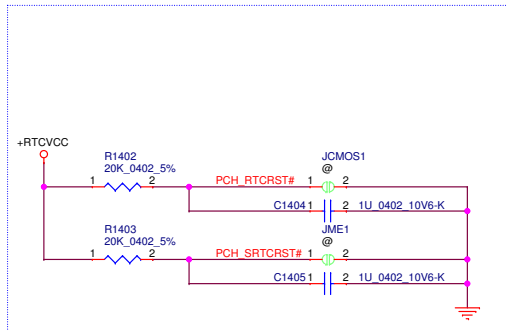 +RTCVCC
R1402
20K_0402_5%
JCMOS1
@
1 2 PCH_RTCRST# 1 2
C1404 1 2 1U_0402_10V6-K
R1403
20K_0402_5%
JME1
@
1 2 PCH_SRTCRST# 1 2
C1405 1 2 1U_0402_10V6-K